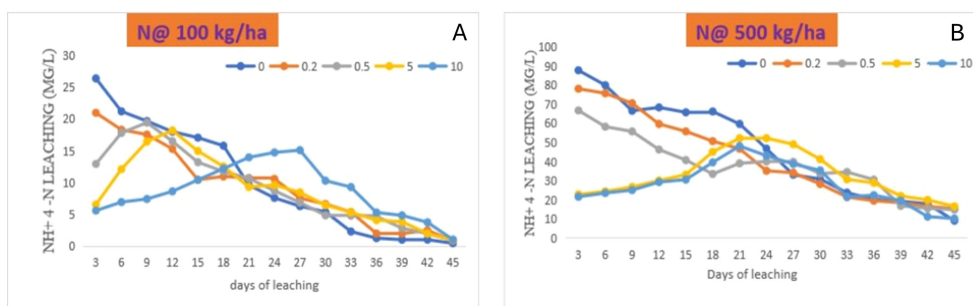 N@ 100 kg/ha
A
NH+ 4 -N LEACHING (MG/L)
0 0.2 0.5 5 10
30
25
20
15
10
5
0
3 6 9 12 15 18 21 24 27 30 33 36 39 42 45
days of leaching
N@ 500 kg/ha
B
NH+ 4 -N LEACHING (MG/L)
0 0.2 0.5 5 10
100
90
80
70
60
50
40
30
20
10
0
3 6 9 12 15 18 21 24 27 30 33 36 39 42 45
Days of leaching